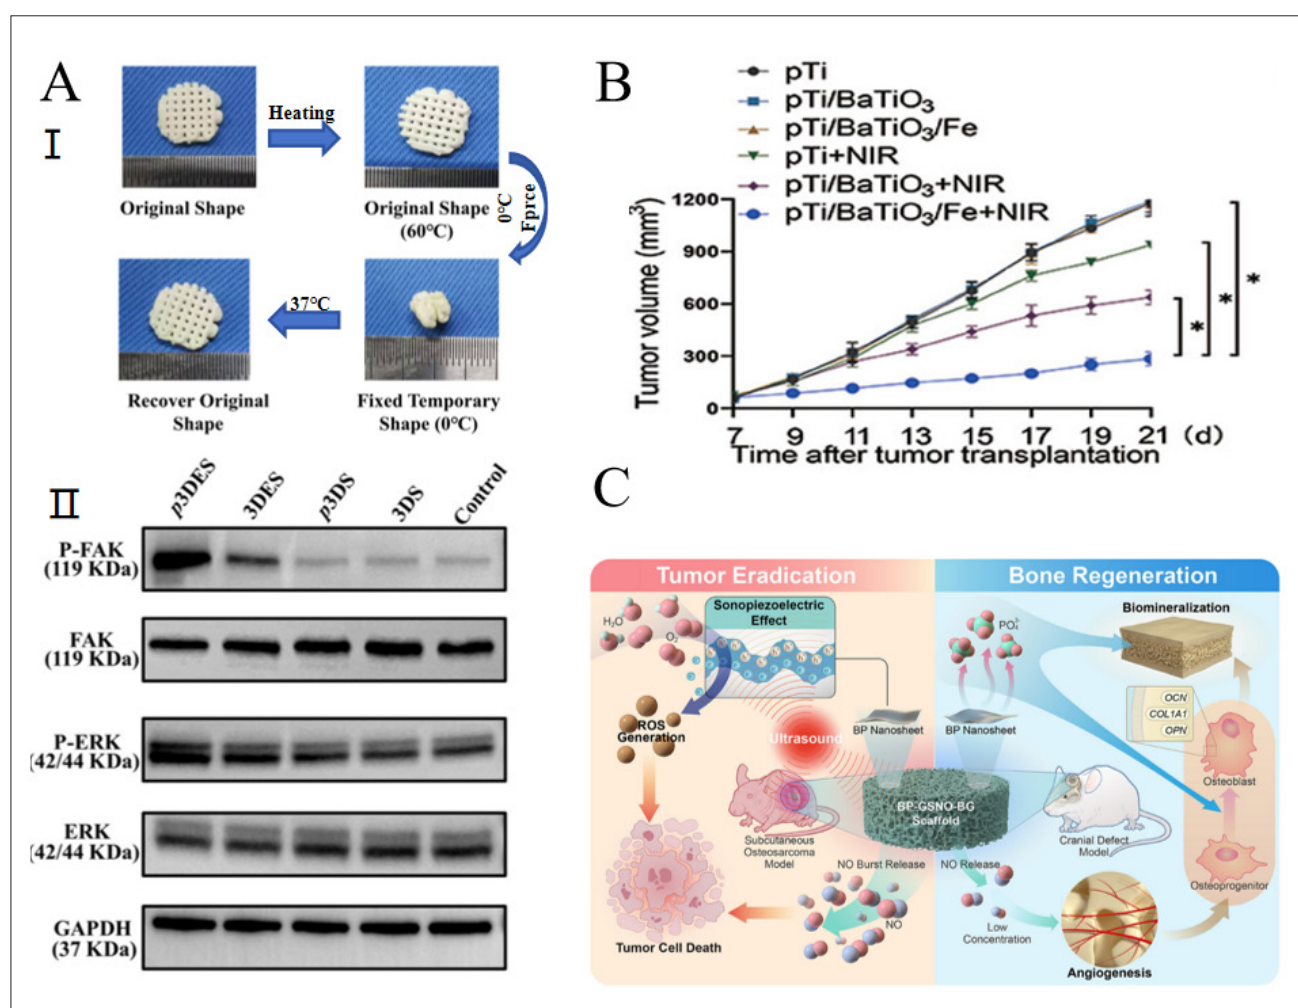 A
I
Heating
Original Shape
Original Shape
(60°C)
0°C
Fprce
37°C
Recover Original
Shape
Fixed Temporary
Shape (0°C)
II
p3DES
3DES
p3DS
3DS
Control
P-FAK
(119 KDa)
FAK
(119 KDa)
P-ERK
(42/44 KDa)
ERK
(42/44 KDa)
GAPDH
(37 KDa)
B
pTi
pTi/BaTiO₃
pTi/BaTiO₃/Fe
pTi+NIR
pTi/BaTiO₃+NIR
pTi/BaTiO₃/Fe+NIR
Tumor volume (mm³)
1200
900
600
300
0
* * *
7 9 11 13 15 17 19 21 (d)
Time after tumor transplantation
C
Tumor Eradication
H₂O
O₂
Sonopiezoelectric
Effect
ROS
Generation
Ultrasound
BP Nanosheet
Subcutaneous
Osteosarcoma
Model
BP-GSNO-BG
Scaffold
NO Burst Release
NO
Tumor Cell Death
Bone Regeneration
PO₄³⁻
Biomineralization
BP Nanosheet
OCN
COL1A1
OPN
Osteoblast
Cranial Defect
Model
Osteoprogenitor
NO Release
Low
Concentration
Angiogenesis